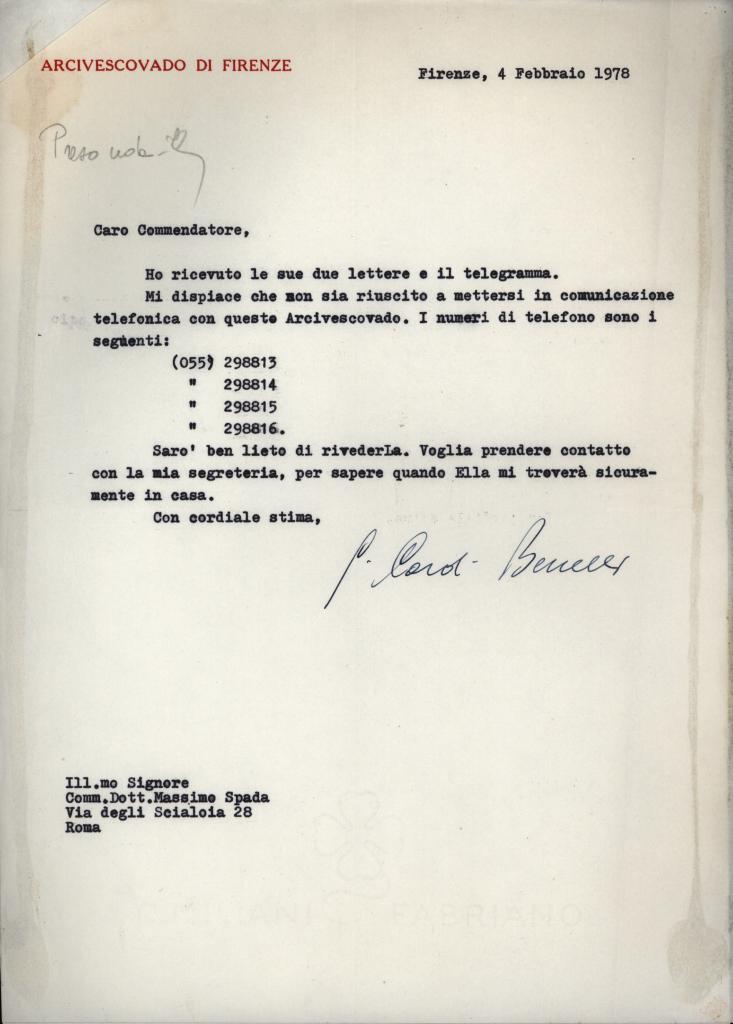 ARCIVESCOVADO DI FIRENZE
Firenze, 4 Febbraio 1978
Preso nota
Caro Commendatore,
Ho ricevuto le sue due lettere e il telegramma.
Mi dispiace che non sia riuscito a mettersi in comunicazione
telefonica con questo Arcivescovado. I numeri di telefono sono i
seguenti:
(055) 298813
" 298814
" 298815
" 298816.
Saro' ben lieto di rivederLa. Voglia prendere contatto
con la mia segreteria, per sapere quando Ella mi troverà sicura-
mente in casa.
Con cordiale stima,
G. Card. Benelli
Ill.mo Signore
Comm.Dott.Massimo Spada
Via degli Scialoia 28
Roma
FABRIANO